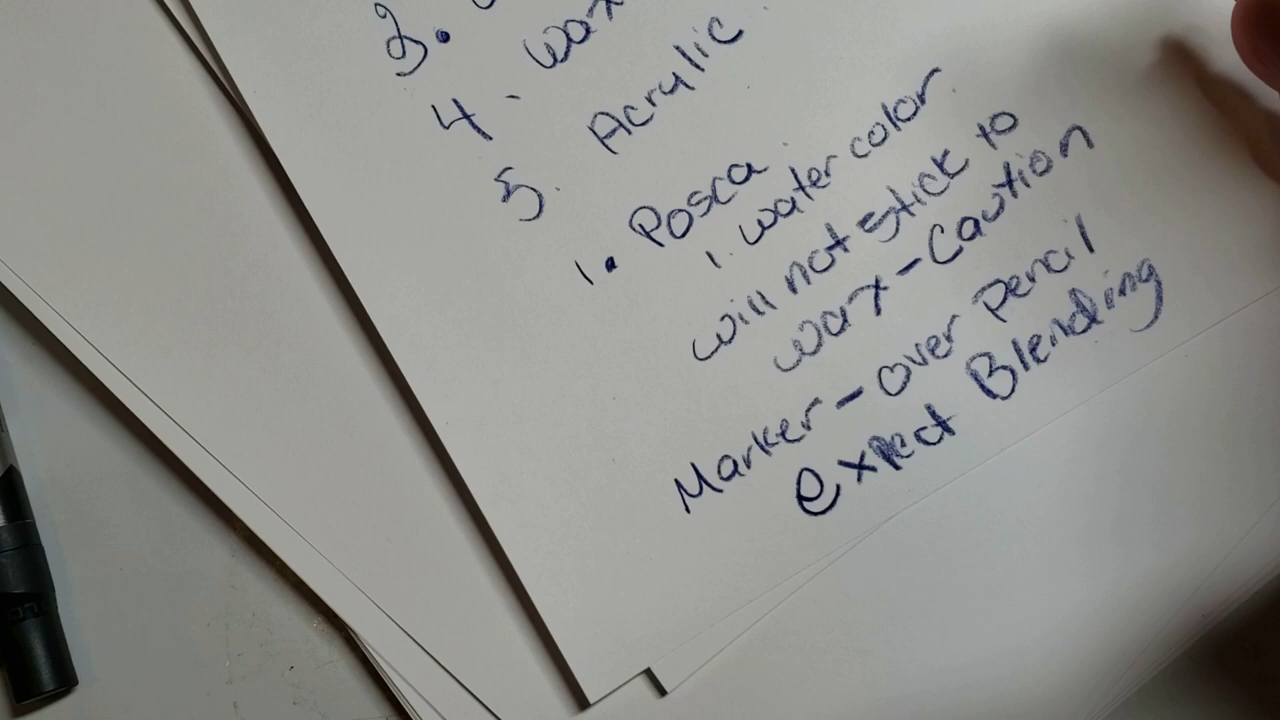 3.
4. wax
5. Acrylic
1. Posca
1. water color
will not stick to
wax - Caution
Marker - over pencil
expect Blending